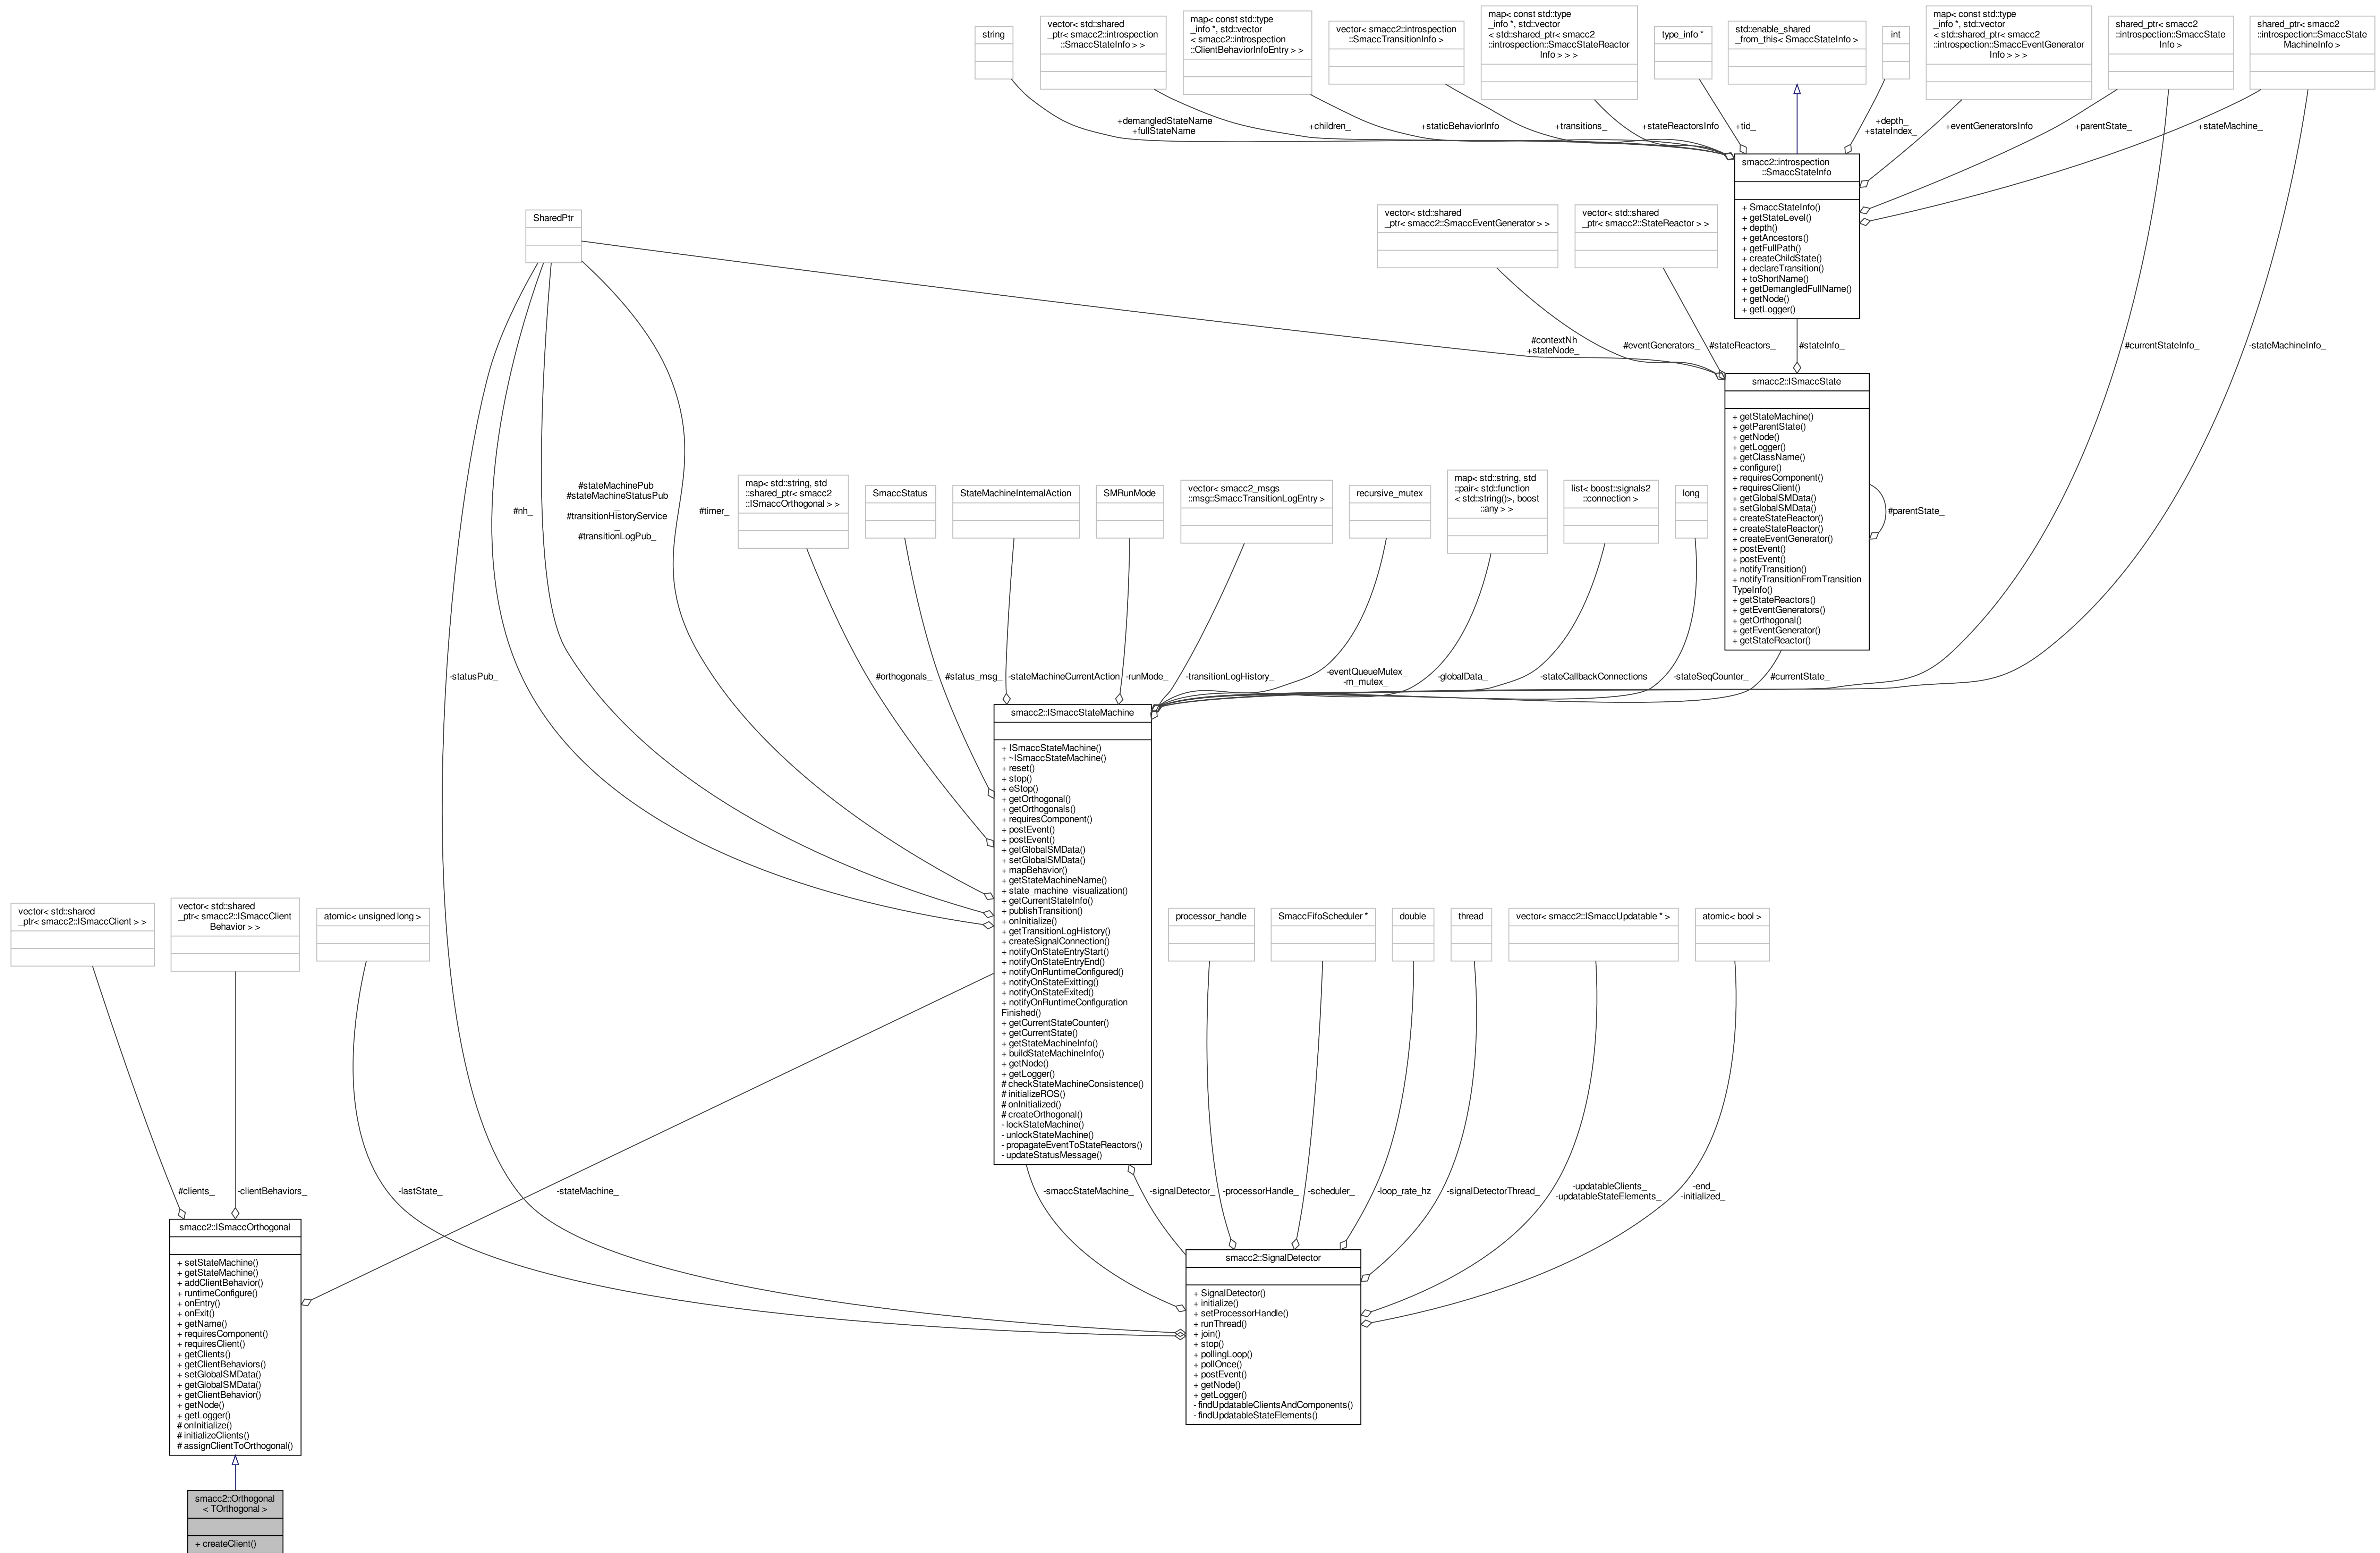 string
vector< std::shared
_ptr< smacc2::introspection
::SmaccStateInfo > >
map< const std::type
_info *, std::vector
< smacc2::introspection
::ClientBehaviorInfoEntry > >
vector< smacc2::introspection
::SmaccTransitionInfo >
map< const std::type
_info *, std::vector
< std::shared_ptr< smacc2
::introspection::SmaccStateReactor
Info > > >
type_info *
std::enable_shared
_from_this< SmaccStateInfo >
int
map< const std::type
_info *, std::vector
< std::shared_ptr< smacc2
::introspection::SmaccEventGenerator
Info > > >
shared_ptr< smacc2
::introspection::SmaccState
Info >
shared_ptr< smacc2
::introspection::SmaccState
MachineInfo >
+demangledStateName
+fullStateName
+children_
+staticBehaviorInfo
+transitions_
+stateReactorsInfo
+tid_
+depth_
+stateIndex_
+eventGeneratorsInfo
+parentState_
+stateMachine_
smacc2::introspection
::SmaccStateInfo
+ SmaccStateInfo()
+ getStateLevel()
+ depth()
+ getAncestors()
+ getFullPath()
+ createChildState()
+ declareTransition()
+ toShortName()
+ getDemangledFullName()
+ getNode()
+ getLogger()
SharedPtr
vector< std::shared
_ptr< smacc2::SmaccEventGenerator > >
vector< std::shared
_ptr< smacc2::StateReactor > >
#contextNh
+stateNode_
#eventGenerators_
#stateReactors_
#stateInfo_
#currentStateInfo_
-stateMachineInfo_
smacc2::ISmaccState
+ getStateMachine()
+ getParentState()
+ getNode()
+ getLogger()
+ getClassName()
+ configure()
+ requiresComponent()
+ requiresClient()
+ getGlobalSMData()
+ setGlobalSMData()
+ createStateReactor()
+ createStateReactor()
+ createEventGenerator()
+ postEvent()
+ postEvent()
+ notifyTransition()
+ notifyTransitionFromTransition
TypeInfo()
+ getStateReactors()
+ getEventGenerators()
+ getOrthogonal()
+ getEventGenerator()
+ getStateReactor()
#parentState_
#nh_
#stateMachinePub_
#stateMachineStatusPub
_
#transitionHistoryService
_
#transitionLogPub_
#timer_
map< std::string, std
::shared_ptr< smacc2
::ISmaccOrthogonal > >
SmaccStatus
StateMachineInternalAction
SMRunMode
vector< smacc2_msgs
::msg::SmaccTransitionLogEntry >
recursive_mutex
map< std::string, std
::pair< std::function
< std::string()>, boost
::any > >
list< boost::signals2
::connection >
long
-statusPub_
#orthogonals_
#status_msg_
-stateMachineCurrentAction
-runMode_
-transitionLogHistory_
-eventQueueMutex_
-m_mutex_
-globalData_
-stateCallbackConnections
-stateSeqCounter_
#currentState_
smacc2::ISmaccStateMachine
+ ISmaccStateMachine()
+ ~ISmaccStateMachine()
+ reset()
+ stop()
+ eStop()
+ getOrthogonal()
+ getOrthogonals()
+ requiresComponent()
+ postEvent()
+ postEvent()
+ getGlobalSMData()
+ setGlobalSMData()
+ mapBehavior()
+ getStateMachineName()
+ state_machine_visualization()
+ getCurrentStateInfo()
+ publishTransition()
+ onInitialize()
+ getTransitionLogHistory()
+ createSignalConnection()
+ notifyOnStateEntryStart()
+ notifyOnStateEntryEnd()
+ notifyOnRuntimeConfigured()
+ notifyOnStateExitting()
+ notifyOnStateExited()
+ notifyOnRuntimeConfiguration
Finished()
+ getCurrentStateCounter()
+ getCurrentState()
+ getStateMachineInfo()
+ buildStateMachineInfo()
+ getNode()
+ getLogger()
# checkStateMachineConsistence()
# initializeROS()
# onInitialized()
# createOrthogonal()
- lockStateMachine()
- unlockStateMachine()
- propagateEventToStateReactors()
- updateStatusMessage()
vector< std::shared
_ptr< smacc2::ISmaccClient > >
vector< std::shared
_ptr< smacc2::ISmaccClient
Behavior > >
atomic< unsigned long >
processor_handle
SmaccFifoScheduler *
double
thread
vector< smacc2::ISmaccUpdatable * >
atomic< bool >
#clients_
-clientBehaviors_
-lastState_
-stateMachine_
-smaccStateMachine_
-signalDetector_
-processorHandle_
-scheduler_
-loop_rate_hz
-signalDetectorThread_
-updatableClients_
-updatableStateElements_
-end_
-initialized_
smacc2::ISmaccOrthogonal
+ setStateMachine()
+ getStateMachine()
+ addClientBehavior()
+ runtimeConfigure()
+ onEntry()
+ onExit()
+ getName()
+ requiresComponent()
+ requiresClient()
+ getClients()
+ getClientBehaviors()
+ setGlobalSMData()
+ getGlobalSMData()
+ getClientBehavior()
+ getNode()
+ getLogger()
# onInitialize()
# initializeClients()
# assignClientToOrthogonal()
smacc2::SignalDetector
+ SignalDetector()
+ initialize()
+ setProcessorHandle()
+ runThread()
+ join()
+ stop()
+ pollingLoop()
+ pollOnce()
+ postEvent()
+ getNode()
+ getLogger()
- findUpdatableClientsAndComponents()
- findUpdatableStateElements()
smacc2::Orthogonal
< TOrthogonal >
+ createClient()